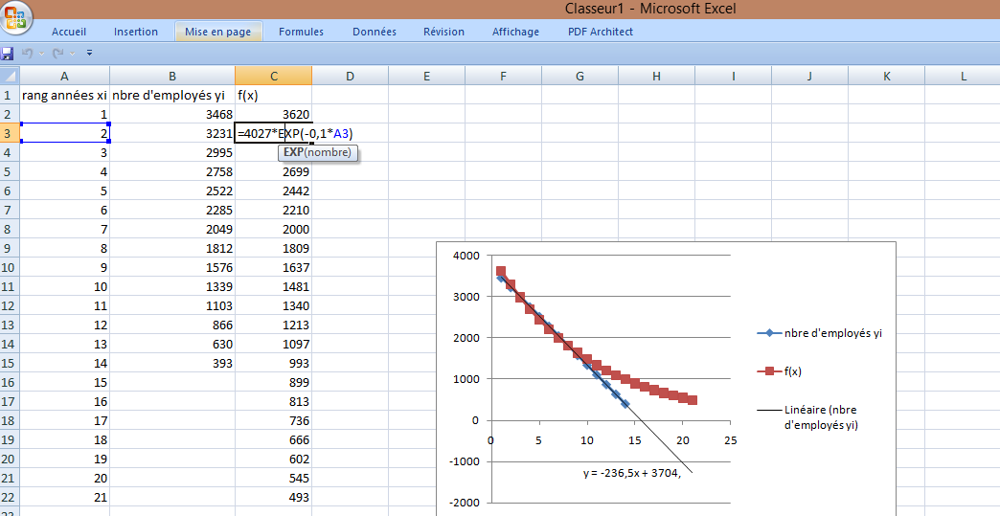 Classeur1 - Microsoft Excel
Accueil Insertion Mise en page Formules Données Révision Affichage PDF Architect
A B C D E F G H I J K L
1 rang années xi nbre d'employés yi f(x)
2 1 3468 3620
3 2 3231 =4027*EXP(-0,1*A3)
EXP(nombre)
4 3 2995
5 4 2758 2699
6 5 2522 2442
7 6 2285 2210
8 7 2049 2000
9 8 1812 1809
10 9 1576 1637
11 10 1339 1481
12 11 1103 1340
13 12 866 1213
14 13 630 1097
15 14 393 993
16 15 899
17 16 813
18 17 736
19 18 666
20 19 602
21 20 545
22 21 493
4000
3000
2000
1000
0
-1000
-2000
0 5 10 15 20 25
y = -236,5x + 3704,
nbre d'employés yi
f(x)
Linéaire (nbre
d'employés yi)